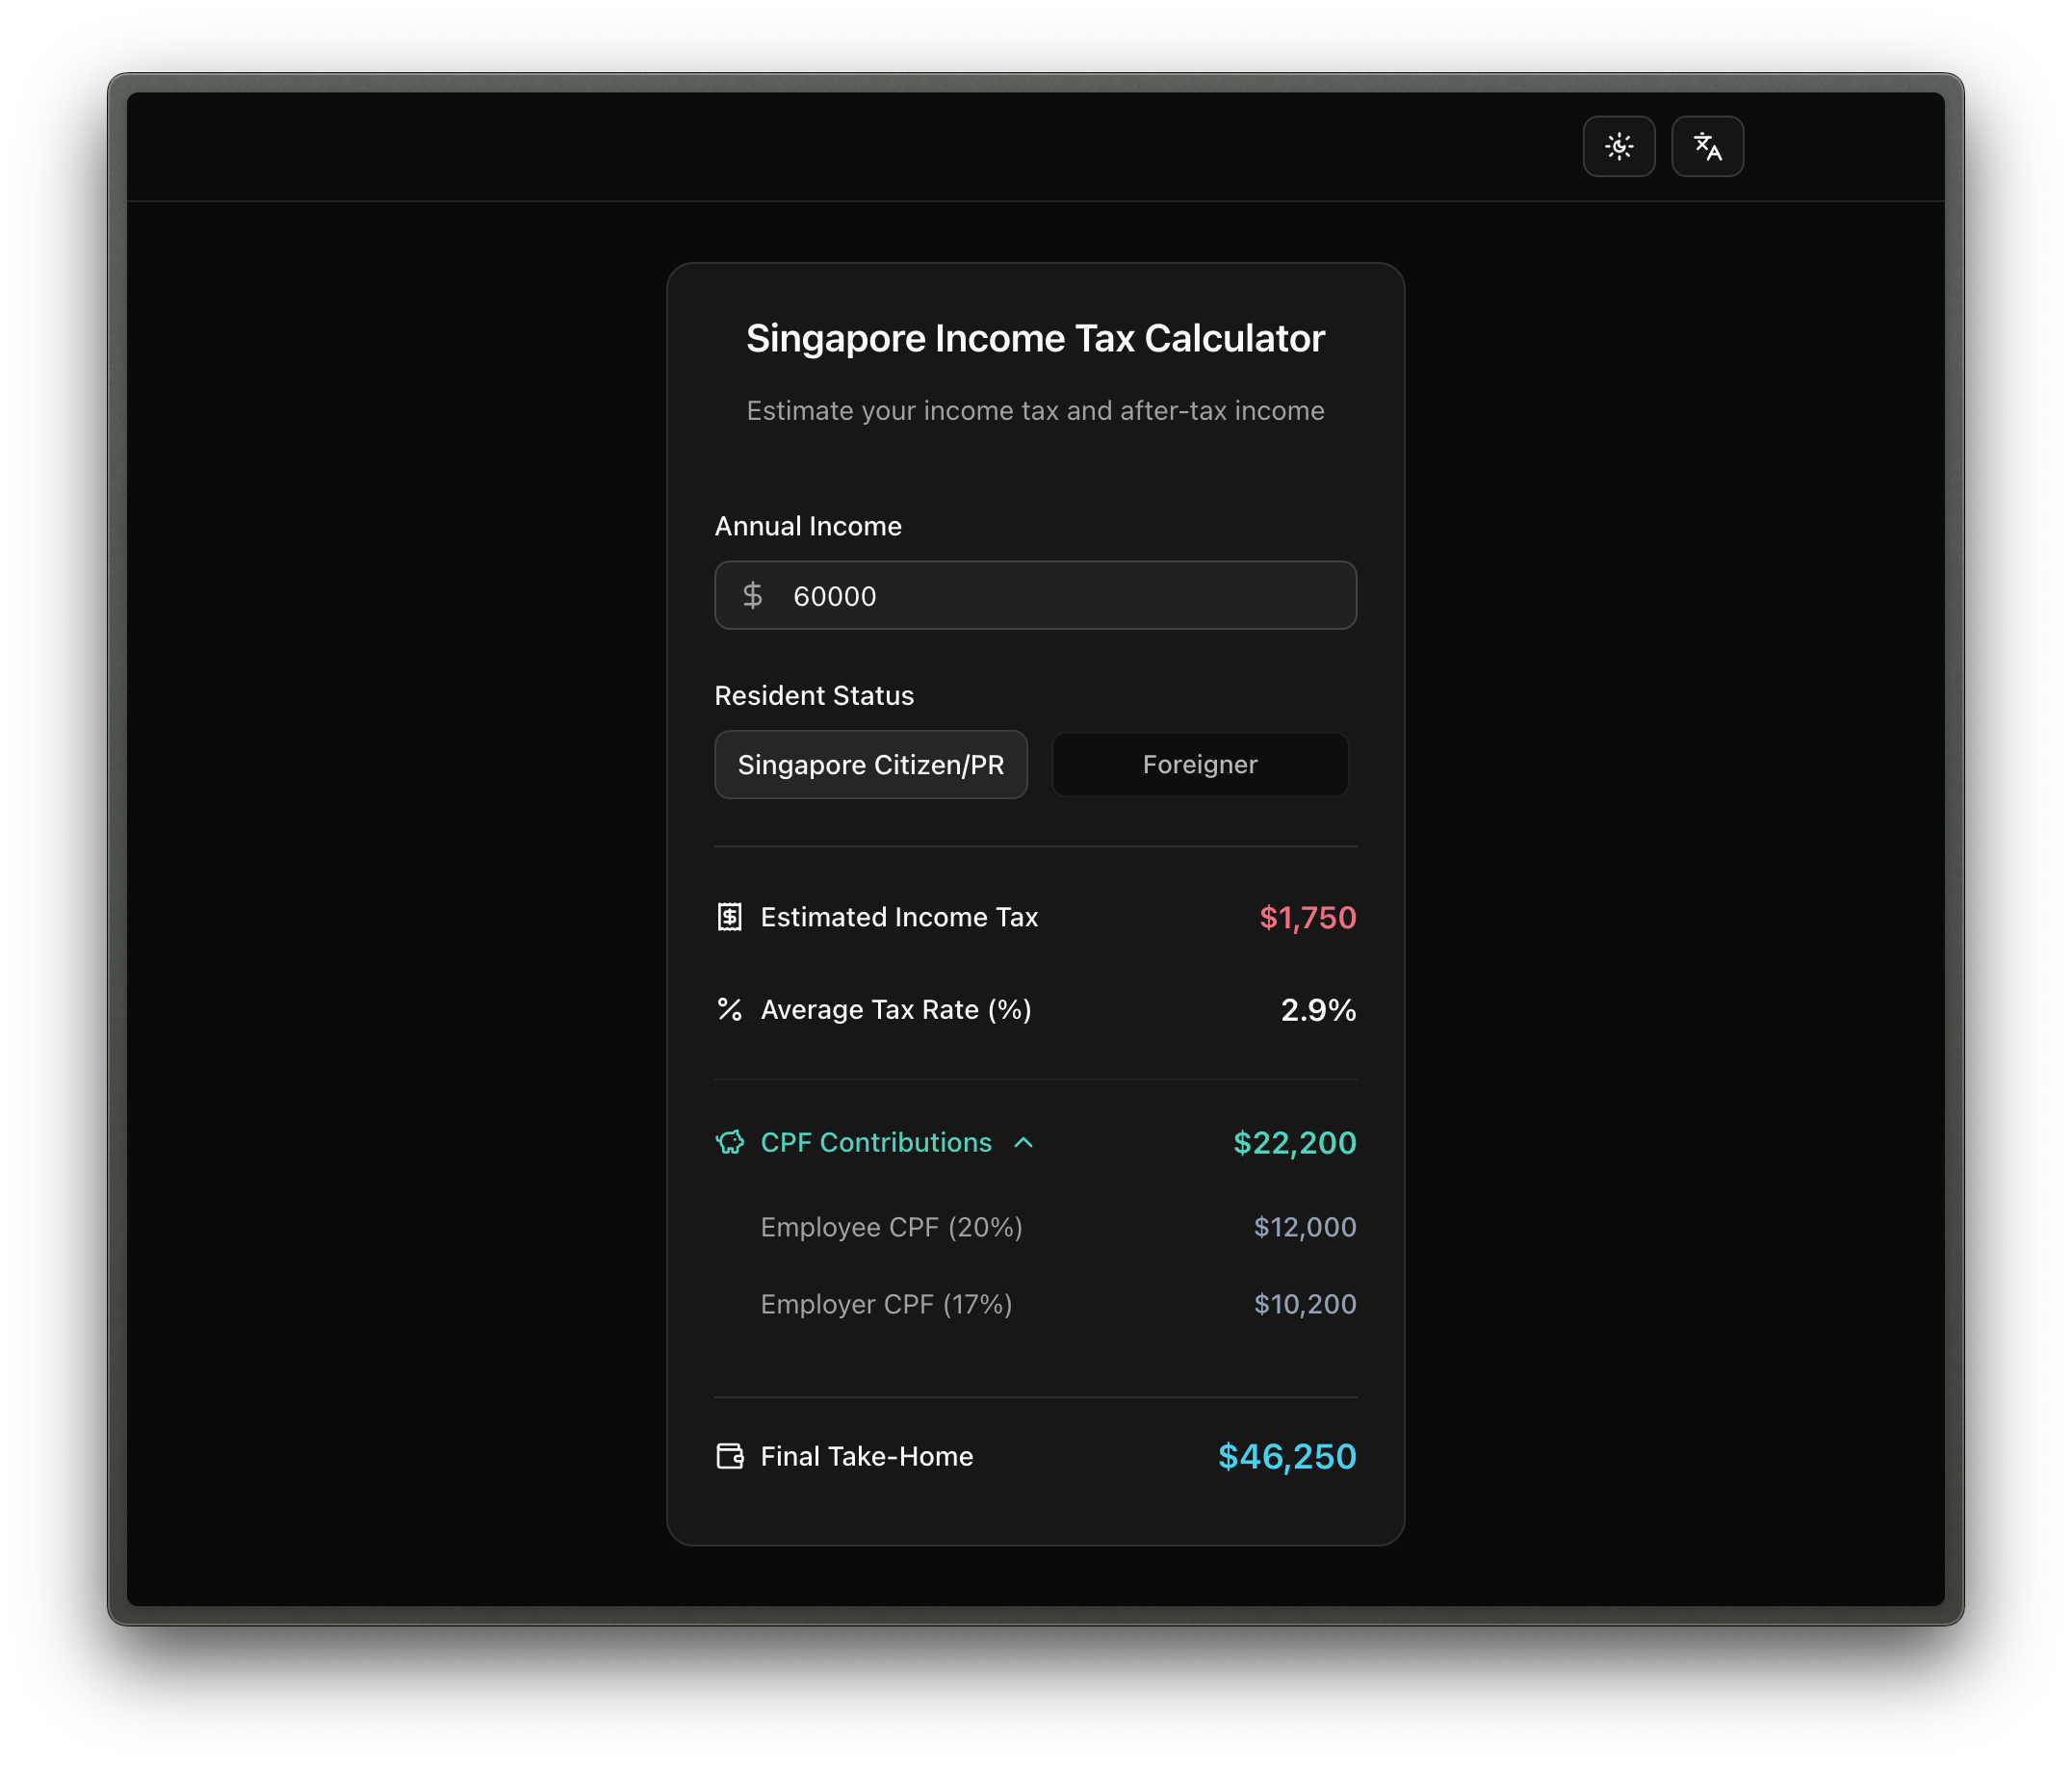 Singapore Income Tax Calculator
Estimate your income tax and after-tax income
Annual Income
$ 60000
Resident Status
Singapore Citizen/PR Foreigner
Estimated Income Tax $1,750
Average Tax Rate (%) 2.9%
CPF Contributions $22,200
Employee CPF (20%) $12,000
Employer CPF (17%) $10,200
Final Take-Home $46,250